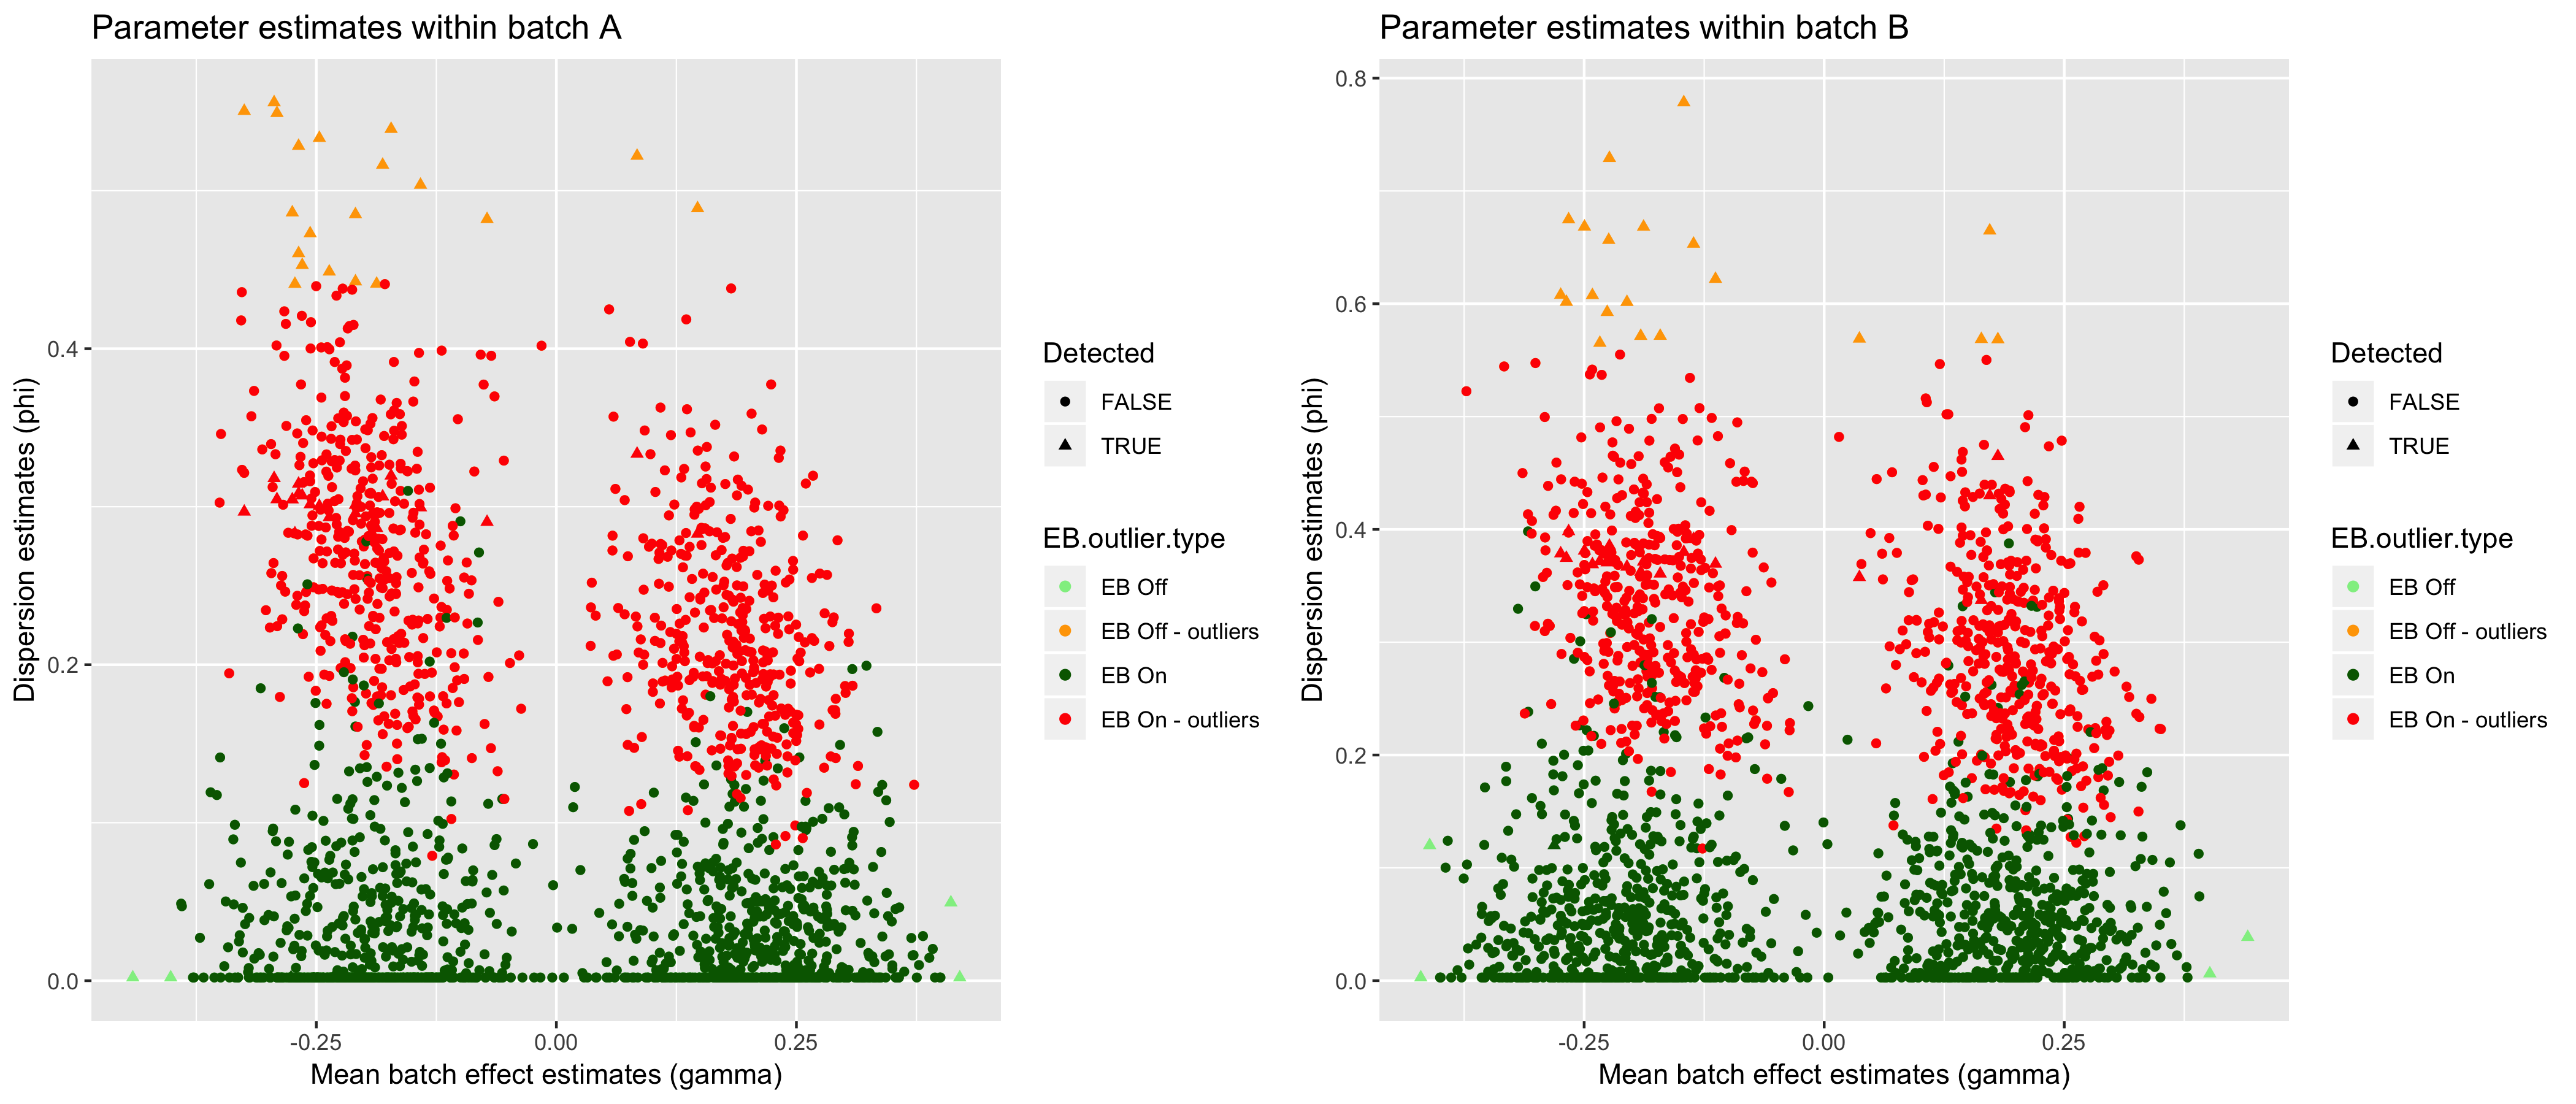 Parameter estimates within batch A
Dispersion estimates (phi)
0.4
0.2
0.0
-0.25
0.00
0.25
Mean batch effect estimates (gamma)
Detected
FALSE
TRUE
EB.outlier.type
EB Off
EB Off - outliers
EB On
EB On - outliers
Parameter estimates within batch B
Dispersion estimates (phi)
0.8
0.6
0.4
0.2
0.0
-0.25
0.00
0.25
Mean batch effect estimates (gamma)
Detected
FALSE
TRUE
EB.outlier.type
EB Off
EB Off - outliers
EB On
EB On - outliers